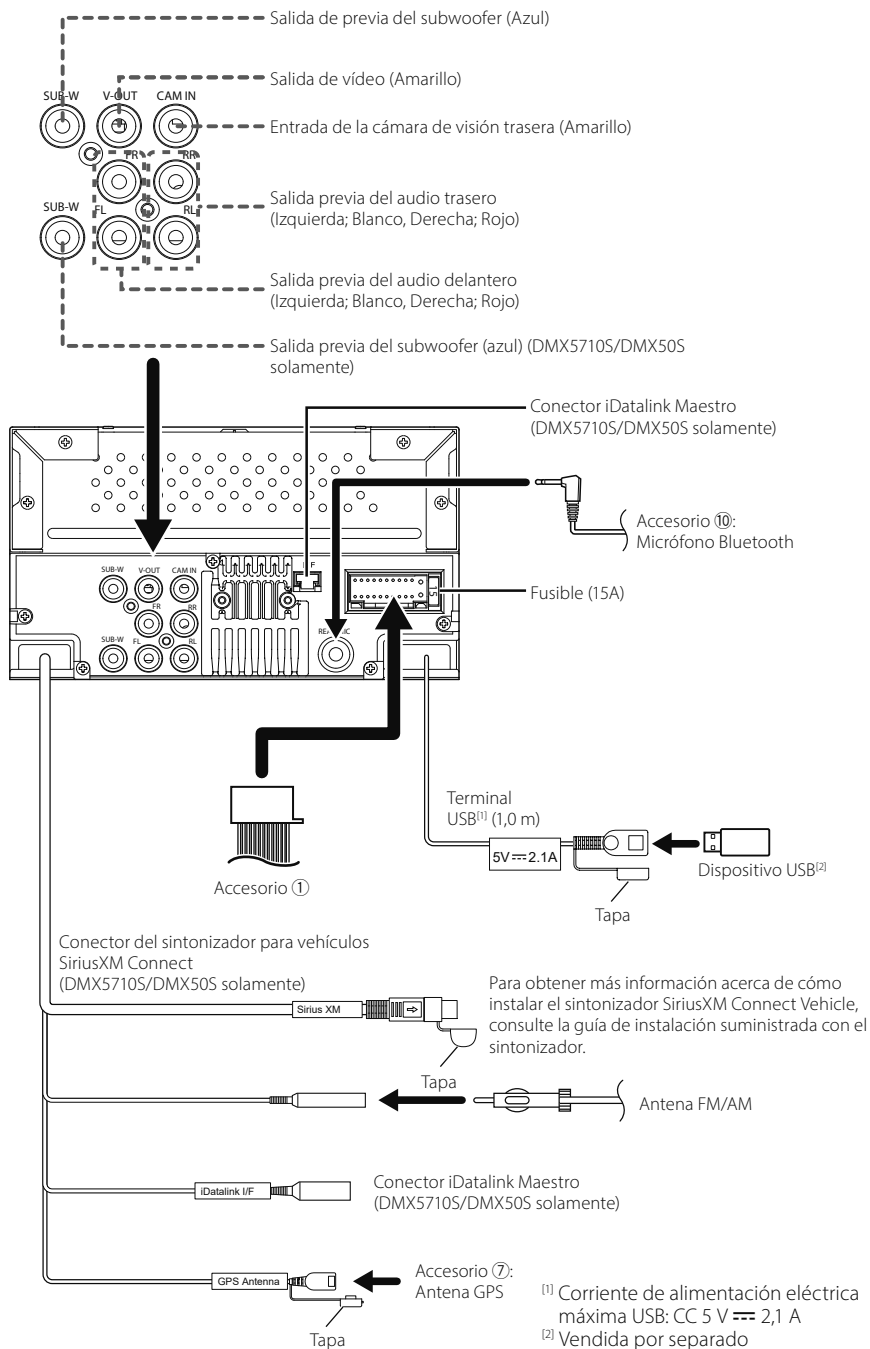 Salida de previa del subwoofer (Azul)
Salida de vídeo (Amarillo)
SUB-W V-OUT CAM IN
Entrada de la cámara de visión trasera (Amarillo)
FR RR
Salida previa del audio trasero
(Izquierda; Blanco, Derecha; Rojo)
SUB-W FL RL
Salida previa del audio delantero
(Izquierda; Blanco, Derecha; Rojo)
Salida previa del subwoofer (azul) (DMX5710S/DMX50S
solamente)
Conector iDatalink Maestro
(DMX5710S/DMX50S solamente)
Accesorio ⑩:
Micrófono Bluetooth
SUB-W V-OUT CAM IN
Fusible (15A)
15
FR RR
SUB-W FL RL
Terminal
USB[1] (1,0 m)
5V ⎓ 2.1A
Dispositivo USB[2]
Accesorio ①
Tapa
Conector del sintonizador para vehículos
SiriusXM Connect
(DMX5710S/DMX50S solamente)
Sirius XM
Para obtener más información acerca de cómo
instalar el sintonizador SiriusXM Connect Vehicle,
consulte la guía de instalación suministrada con el
sintonizador.
Tapa
Antena FM/AM
iDatalink I/F
Conector iDatalink Maestro
(DMX5710S/DMX50S solamente)
GPS Antenna
Accesorio ⑦:
Antena GPS
Tapa
[1] Corriente de alimentación eléctrica
máxima USB: CC 5 V ⎓ 2,1 A
[2] Vendida por separado